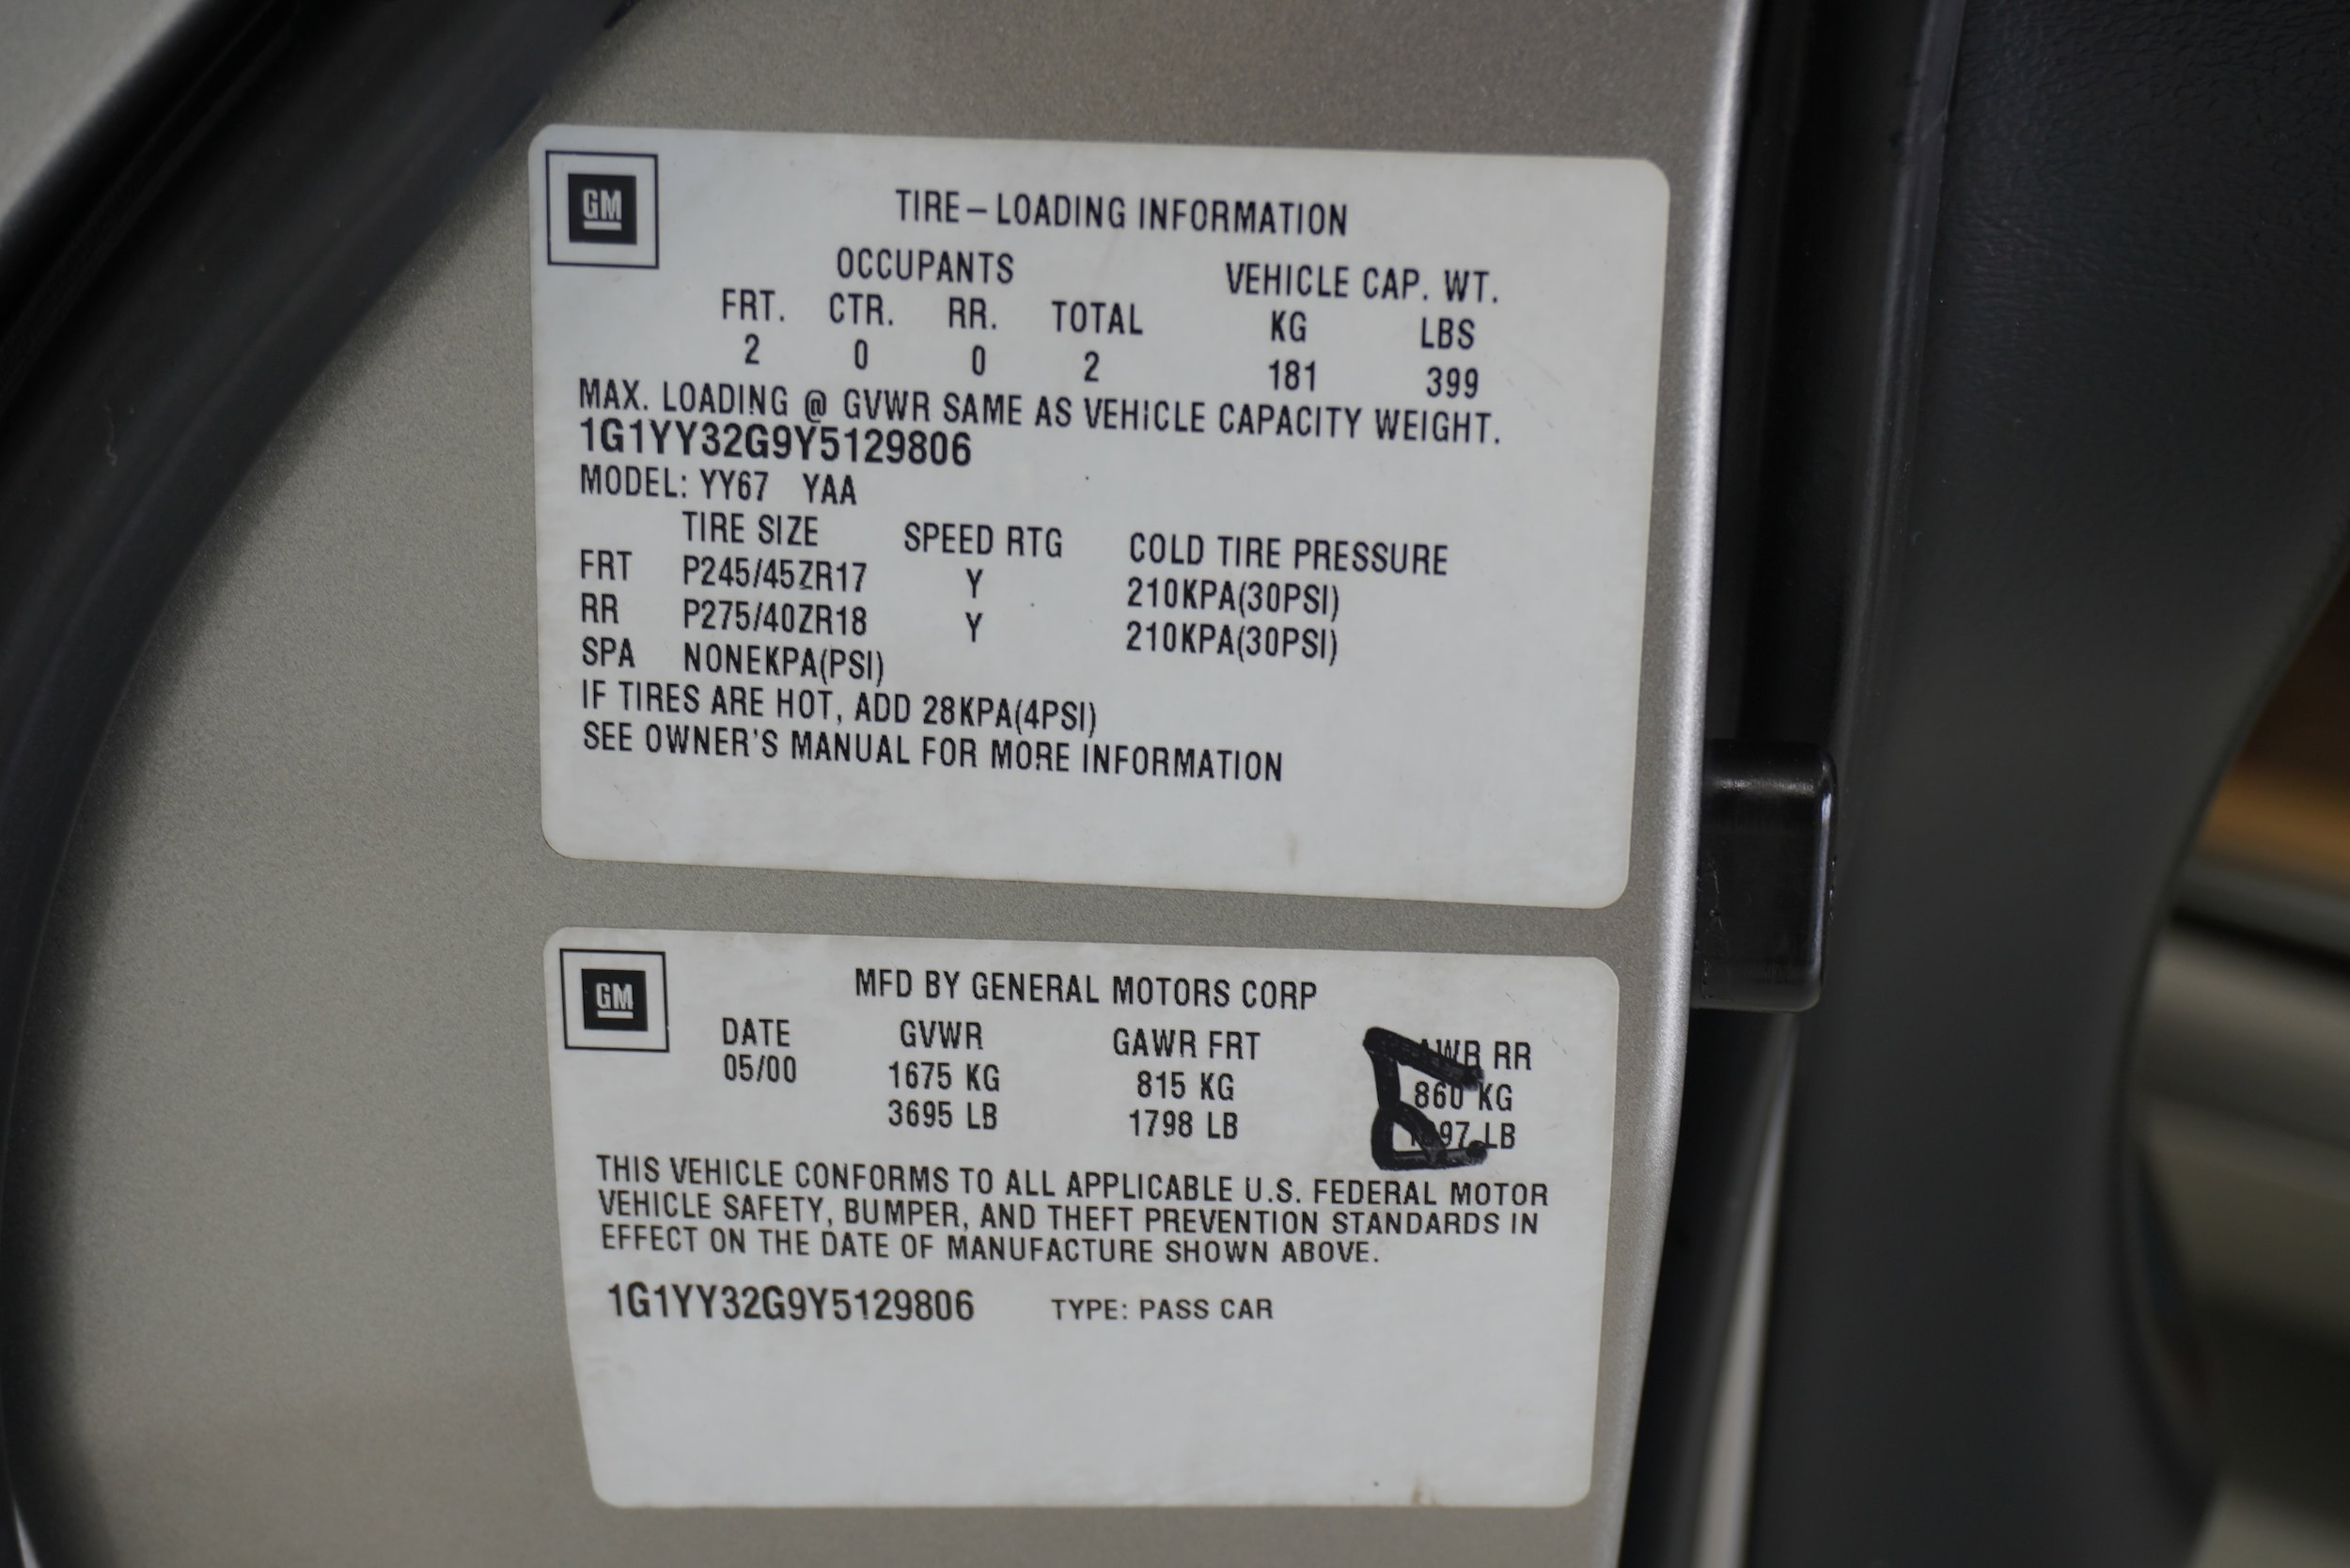 GM
TIRE–LOADING INFORMATION
OCCUPANTS VEHICLE CAP. WT.
FRT. CTR. RR. TOTAL KG LBS
2 0 0 2 181 399
MAX. LOADING @ GVWR SAME AS VEHICLE CAPACITY WEIGHT.
1G1YY32G9Y5129806
MODEL: YY67 YAA
TIRE SIZE SPEED RTG COLD TIRE PRESSURE
FRT P245/45ZR17 Y 210KPA(30PSI)
RR P275/40ZR18 Y 210KPA(30PSI)
SPA NONEKPA(PSI)
IF TIRES ARE HOT, ADD 28KPA(4PSI)
SEE OWNER'S MANUAL FOR MORE INFORMATION
GM
MFD BY GENERAL MOTORS CORP
DATE GVWR GAWR FRT RR
05/00 1675 KG 815 KG 860 KG
3695 LB 1798 LB LB
THIS VEHICLE CONFORMS TO ALL APPLICABLE U.S. FEDERAL MOTOR
VEHICLE SAFETY, BUMPER, AND THEFT PREVENTION STANDARDS IN
EFFECT ON THE DATE OF MANUFACTURE SHOWN ABOVE.
1G1YY32G9Y5129806 TYPE: PASS CAR